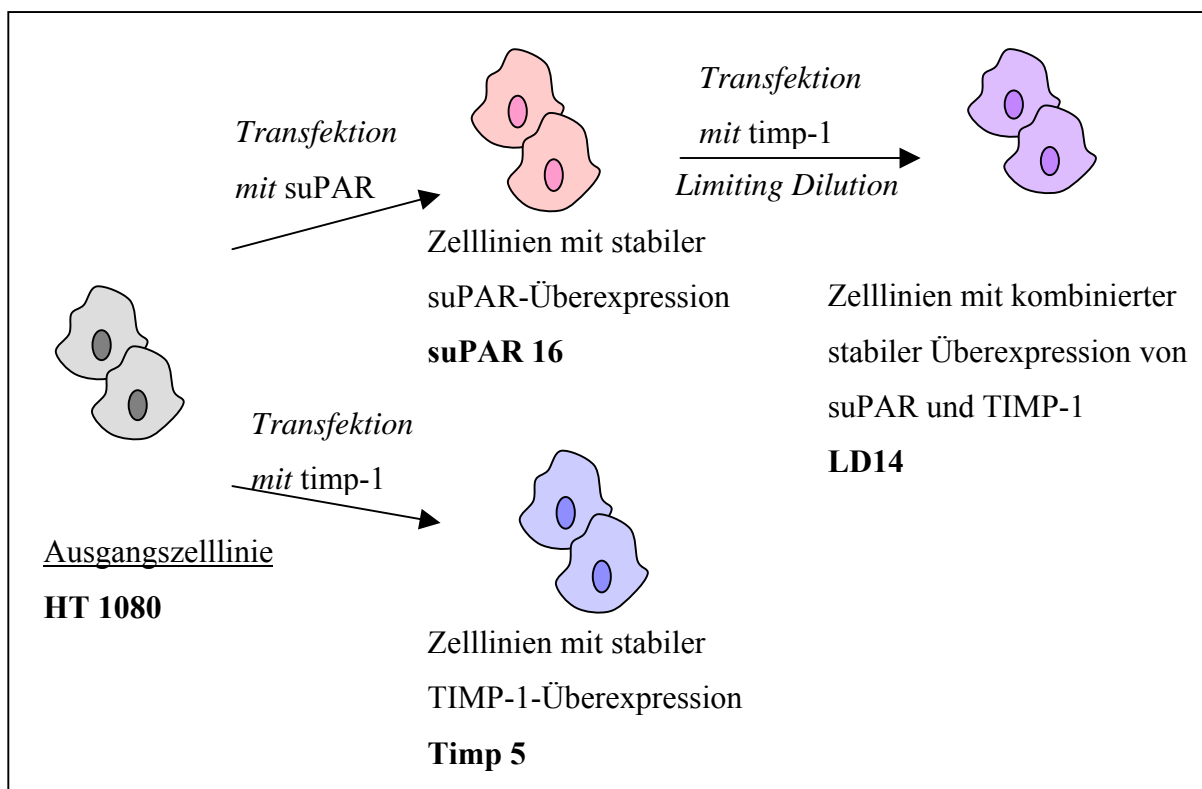 Transfektion
mit suPAR
Transfektion
mit timp-1
Limiting Dilution
Zelllinien mit stabiler
suPAR-Überexpression
suPAR 16
Zelllinien mit kombinierter
stabiler Überexpression von
suPAR und TIMP-1
LD14
Transfektion
mit timp-1
Ausgangszelllinie
HT 1080
Zelllinien mit stabiler
TIMP-1-Überexpression
Timp 5